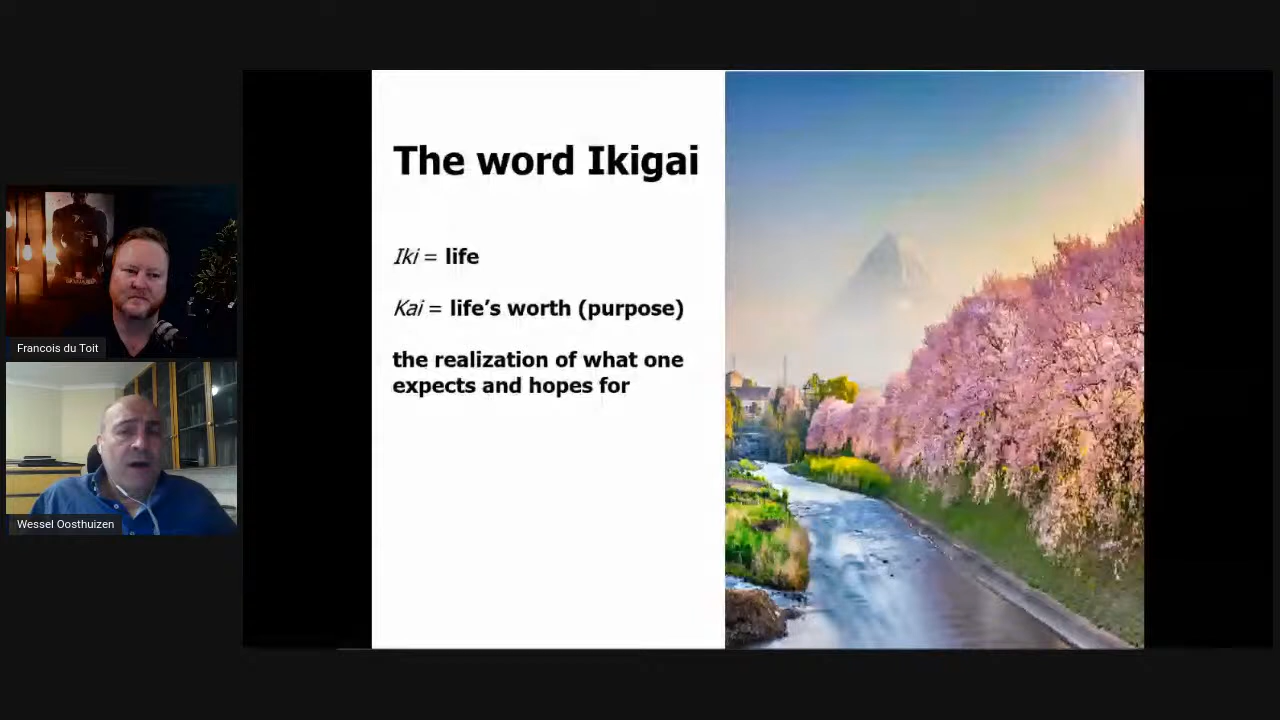 The word Ikigai
Iki = life
Kai = life’s worth (purpose)
the realization of what one
expects and hopes for
Francois du Toit
Wessel Oosthuizen